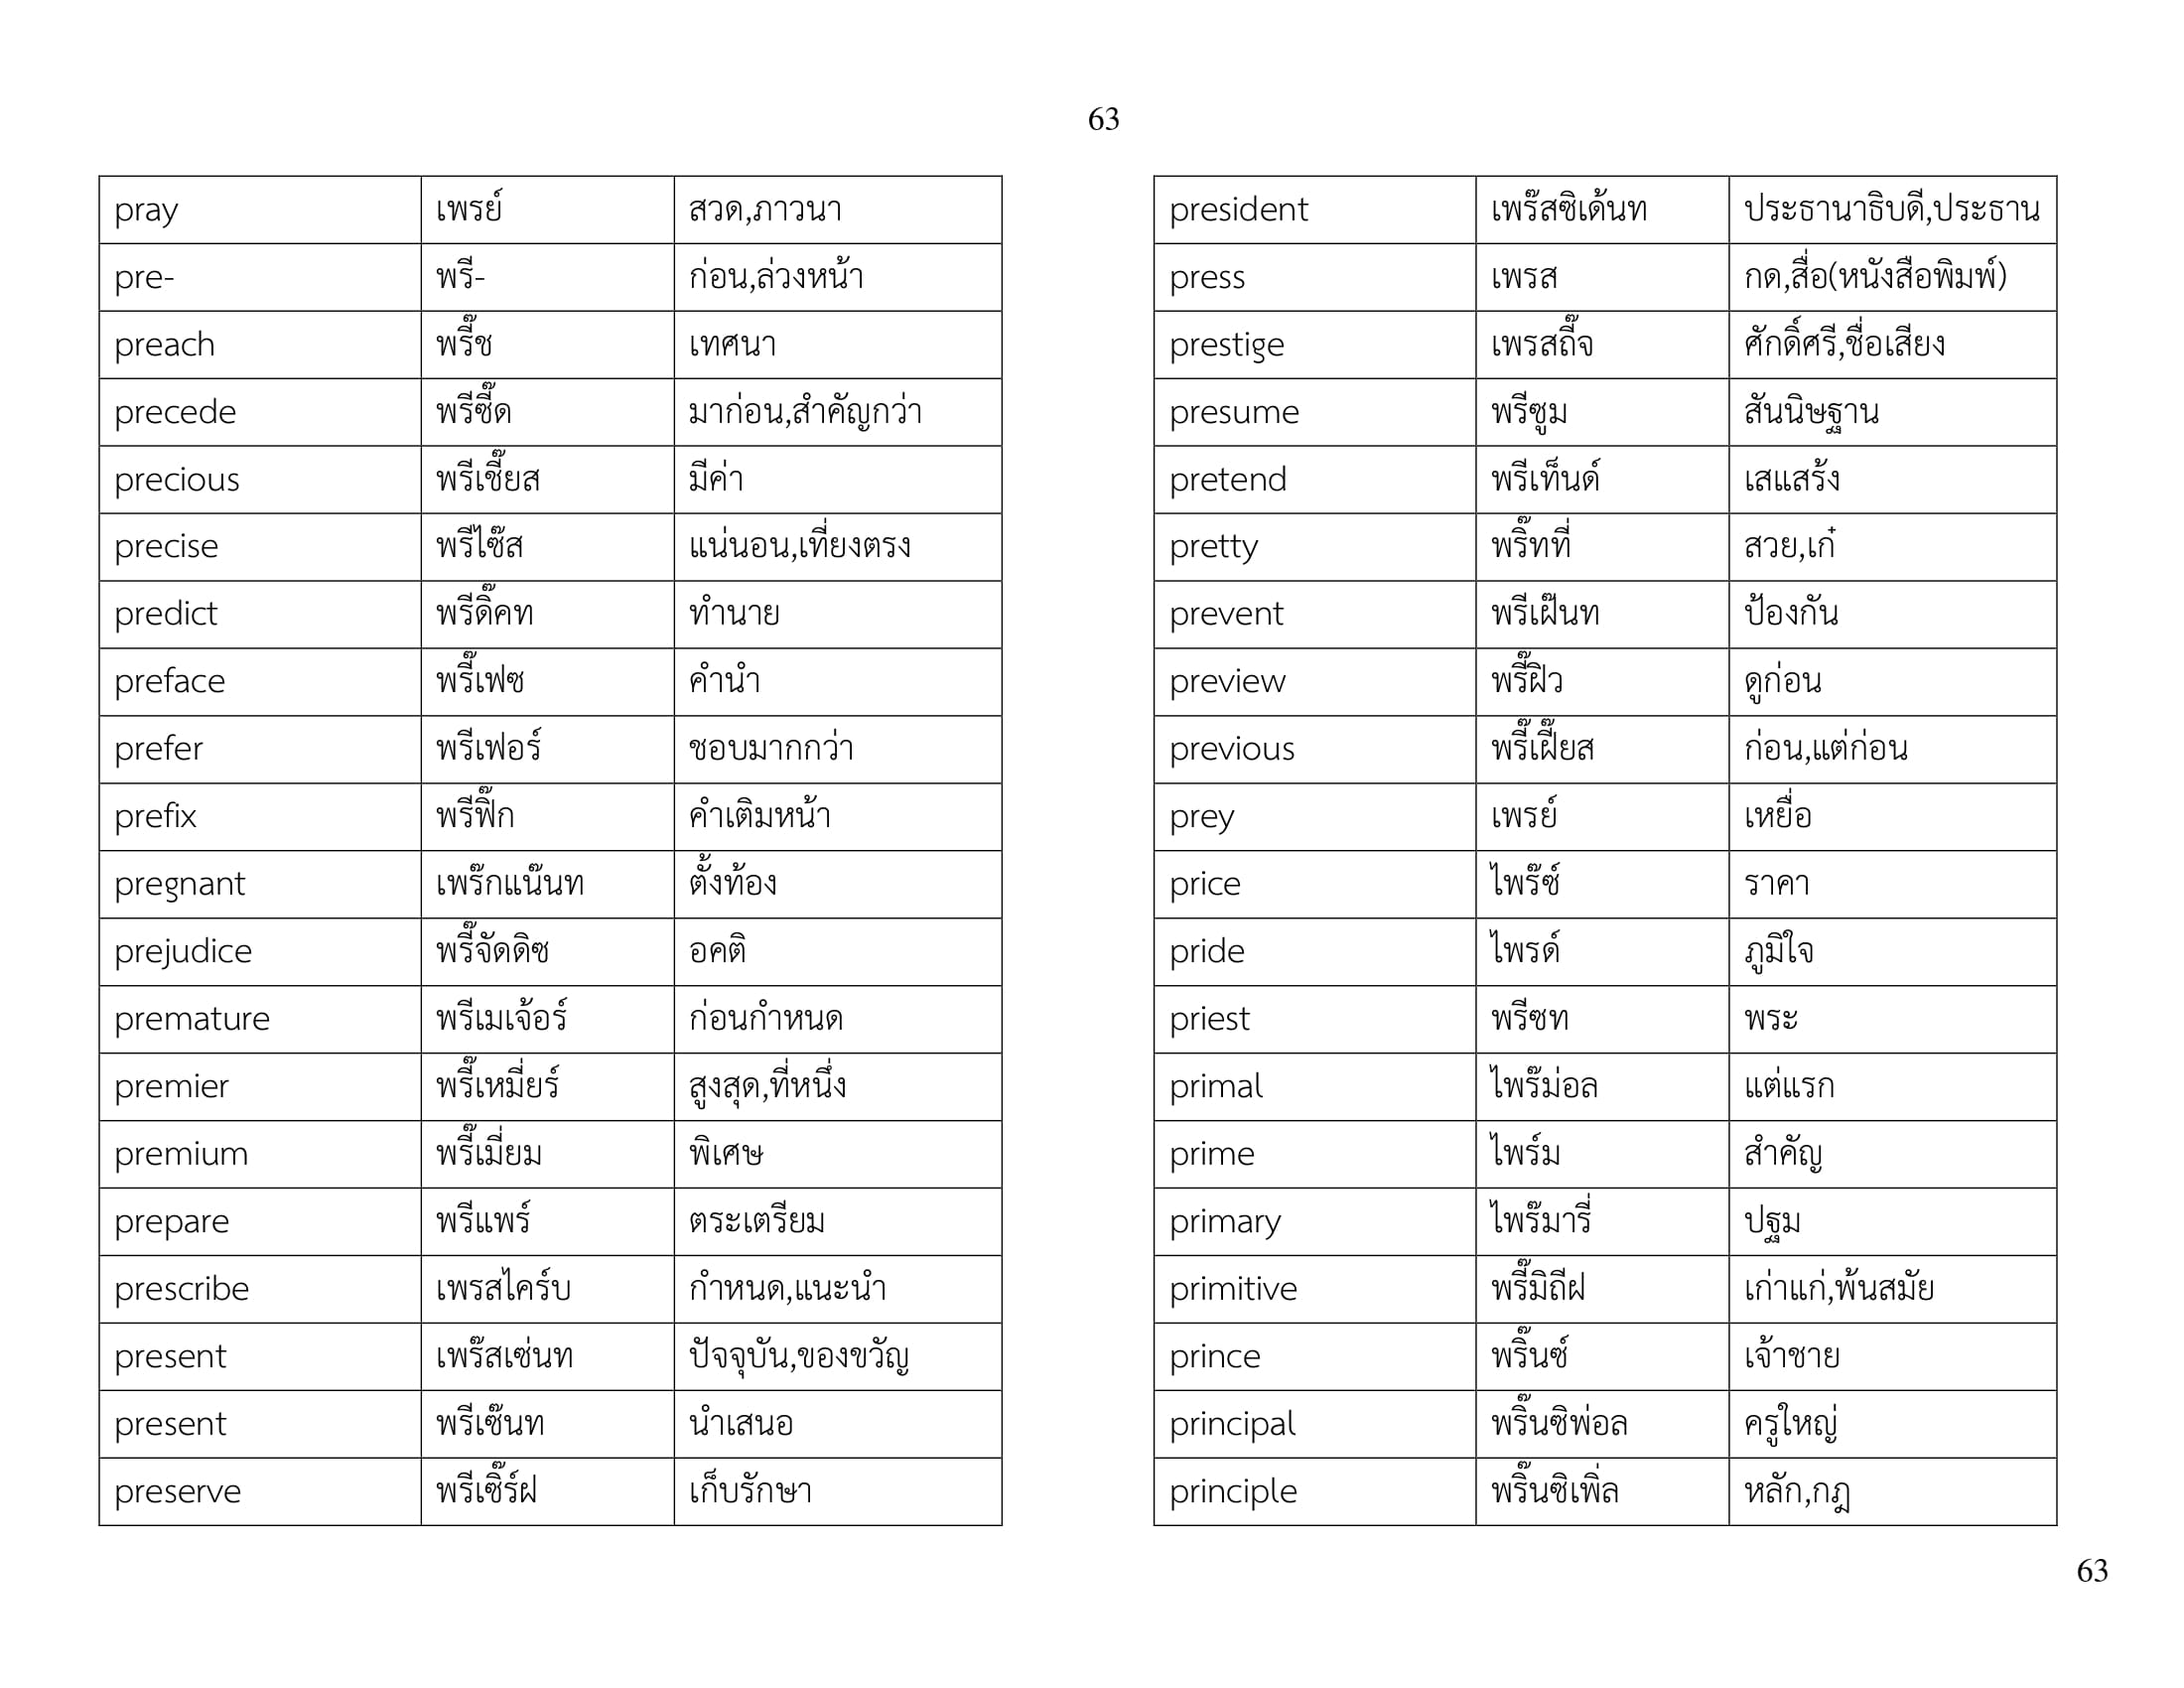 63
pray เพรย์ สวด,ภาวนา
pre- พรี- ก่อน,ล่วงหน้า
preach พรี๊ช เทศนา
precede พรีซี๊ด มาก่อน,สำคัญกว่า
precious พรีเชี๊ยส มีค่า
precise พรีไซ๊ส แน่นอน,เที่ยงตรง
predict พรีดิ๊คท ทำนาย
preface พรี๊เฟซ คำนำ
prefer พรีเฟอร์ ชอบมากกว่า
prefix พรีฟิ๊ก คำเติมหน้า
pregnant เพร๊กแน๊นท ตั้งท้อง
prejudice พรี๊จัดดิซ อคติ
premature พรีเมเจ้อร์ ก่อนกำหนด
premier พรี๊เหมี่ยร์ สูงสุด,ที่หนึ่ง
premium พรี๊เมี่ยม พิเศษ
prepare พรีแพร์ ตระเตรียม
prescribe เพรสไคร์บ กำหนด,แนะนำ
present เพร๊สเซ่นท ปัจจุบัน,ของขวัญ
present พรีเซ๊นท นำเสนอ
preserve พรีเซิ๊ร์ฝ เก็บรักษา
president เพร๊สซิเด้นท ประธานาธิบดี,ประธาน
press เพรส กด,สื่อ(หนังสือพิมพ์)
prestige เพรสถี๊จ ศักดิ์ศรี,ชื่อเสียง
presume พรีซูม สันนิษฐาน
pretend พรีเท็นด์ เสแสร้ง
pretty พริ๊ทที่ สวย,เก๋
prevent พรีเฝ๊นท ป้องกัน
preview พรี๊ฝิว ดูก่อน
previous พรี๊เฝี๊ยส ก่อน,แต่ก่อน
prey เพรย์ เหยื่อ
price ไพร๊ซ์ ราคา
pride ไพรด์ ภูมิใจ
priest พรีซท พระ
primal ไพร๊ม่อล แต่แรก
prime ไพร์ม สำคัญ
primary ไพร๊มารี่ ปฐม
primitive พรี๊มิถีฝ เก่าแก่,พ้นสมัย
prince พริ๊นซ์ เจ้าชาย
principal พริ๊นซิพ่อล ครูใหญ่
principle พริ๊นซิเพิ่ล หลัก,กฎ
63